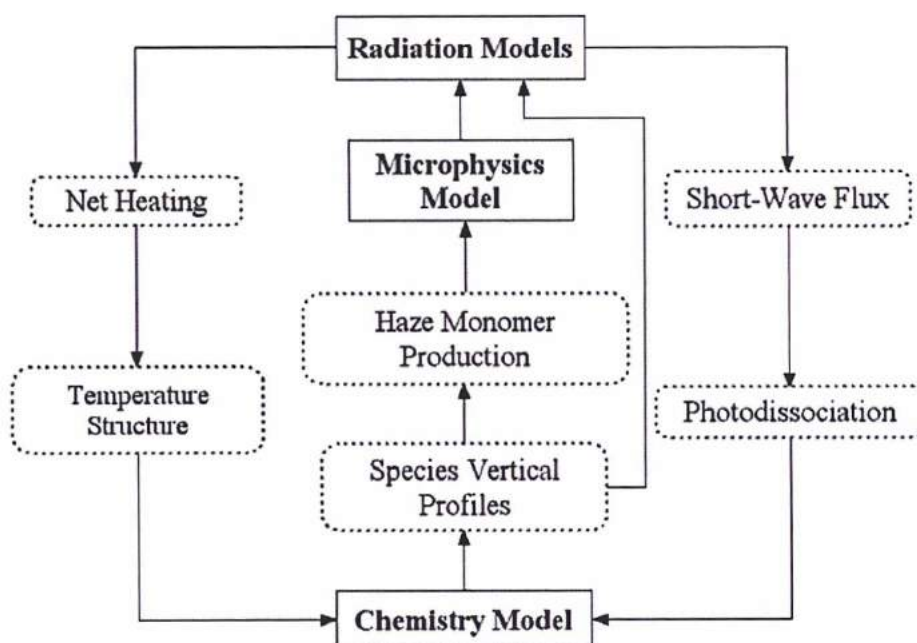 Radiation Models
Microphysics
Model
Net Heating
Short-Wave Flux
Haze Monomer
Production
Temperature
Structure
Photodissociation
Species Vertical
Profiles
Chemistry Model